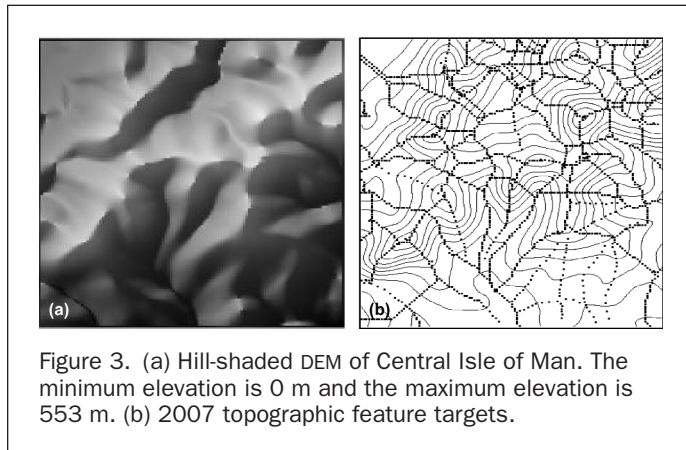 (a)
(b)
Figure 3. (a) Hill-shaded DEM of Central Isle of Man. The
minimum elevation is 0 m and the maximum elevation is
553 m. (b) 2007 topographic feature targets.